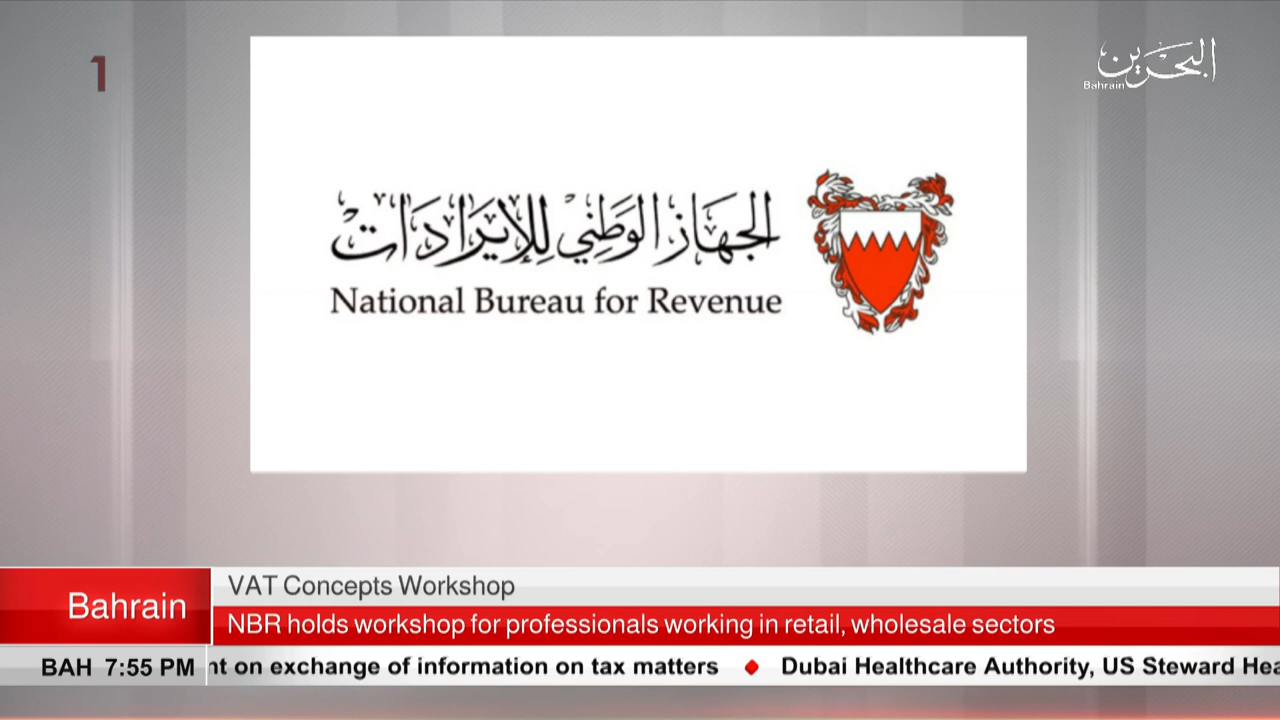 1
البحرين
Bahrain
الجهاز الوطني للإيرادات
National Bureau for Revenue
Bahrain
VAT Concepts Workshop
NBR holds workshop for professionals working in retail, wholesale sectors
BAH 7:55 PM
on exchange of information on tax matters ♦ Dubai Healthcare Authority, US Steward